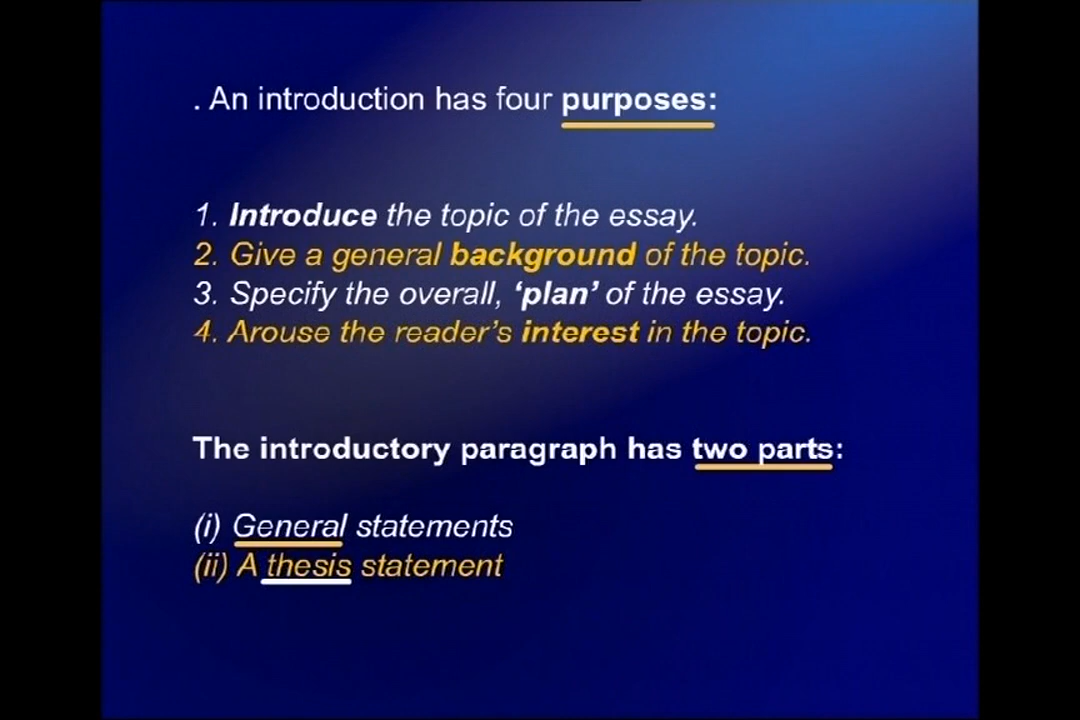 . An introduction has four purposes:
1. Introduce the topic of the essay.
2. Give a general background of the topic.
3. Specify the overall, ‘plan’ of the essay.
4. Arouse the reader’s interest in the topic.
The introductory paragraph has two parts:
(i) General statements
(ii) A thesis statement